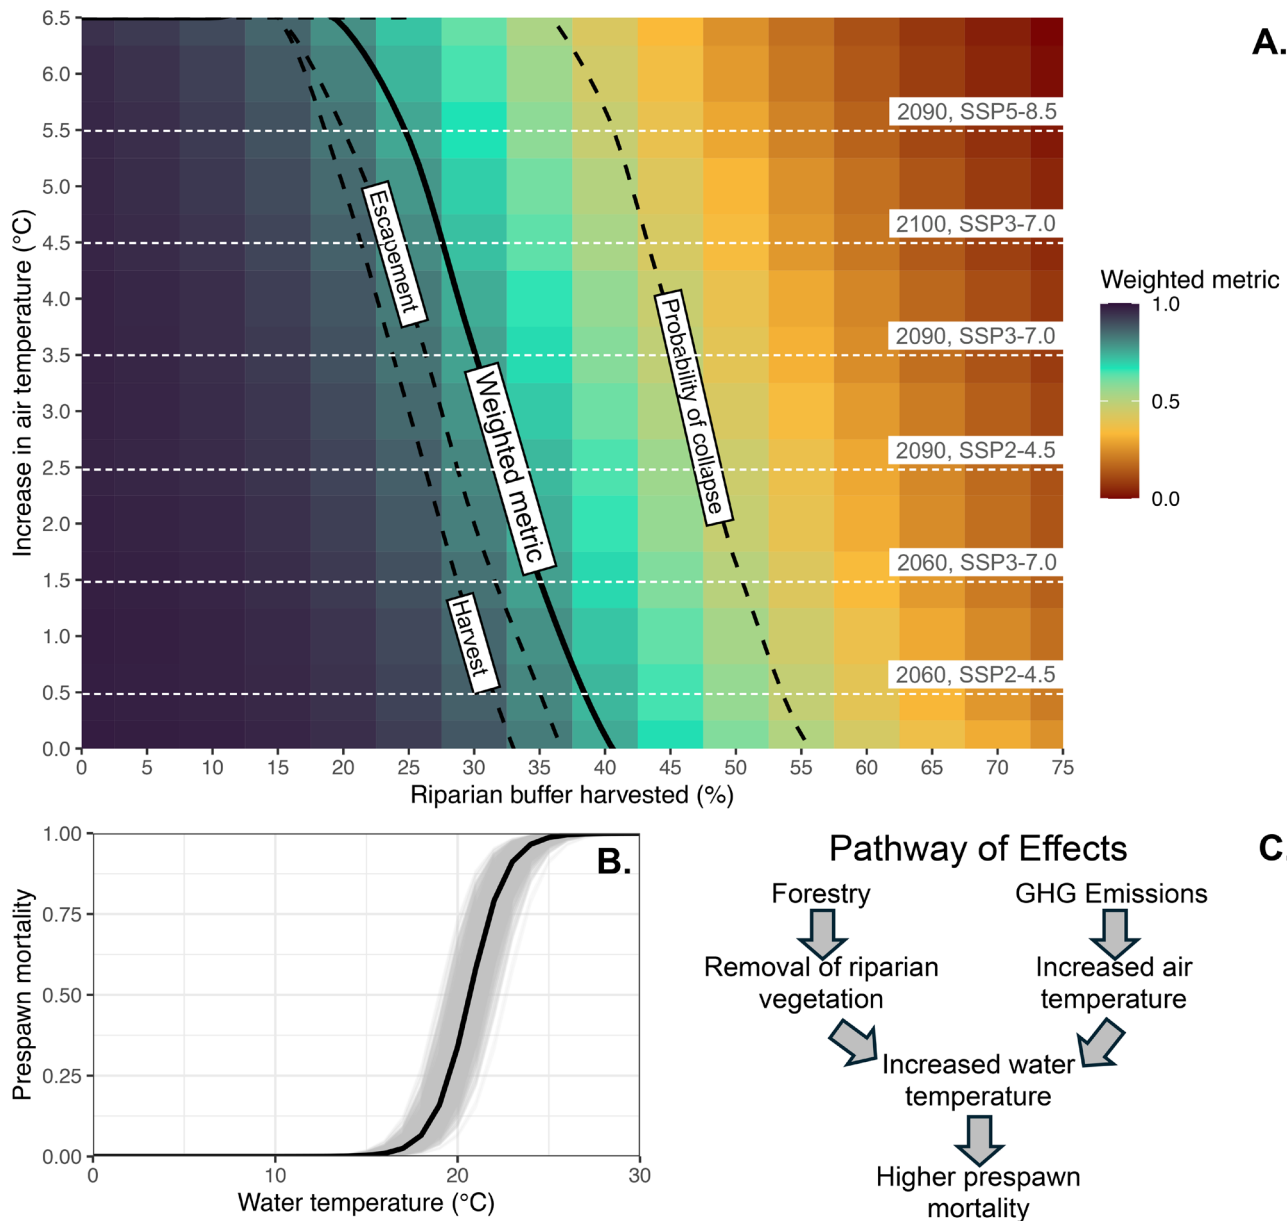 A.
6.5
6.0
5.5
5.0
4.5
4.0
3.5
3.0
2.5
2.0
1.5
1.0
0.5
0.0
Increase in air temperature (°C)
2090, SSP5-8.5
2100, SSP3-7.0
2090, SSP3-7.0
2090, SSP2-4.5
2060, SSP3-7.0
2060, SSP2-4.5
Escapement
Weighted metric
Harvest
Probability of collapse
0 5 10 15 20 25 30 35 40 45 50 55 60 65 70 75
Riparian buffer harvested (%)
Weighted metric
1.0
0.5
0.0
B.
1.00
0.75
0.50
0.25
0.00
Prespawn mortality
0 10 20 30
Water temperature (°C)
C.
Pathway of Effects
Forestry
GHG Emissions
Removal of riparian
vegetation
Increased air
temperature
Increased water
temperature
Higher prespawn
mortality